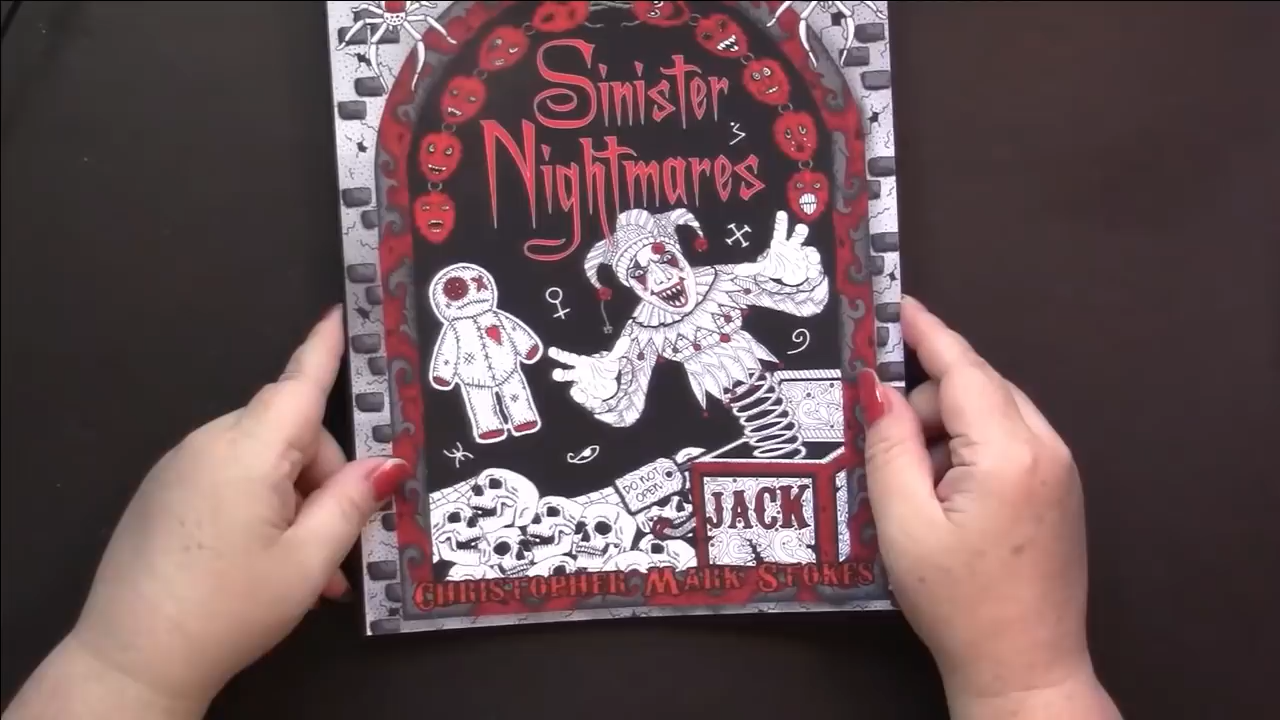 Sinister
Nightmares
DO NOT
OPEN
JACK
CHRISTOPHER MARK STOKES